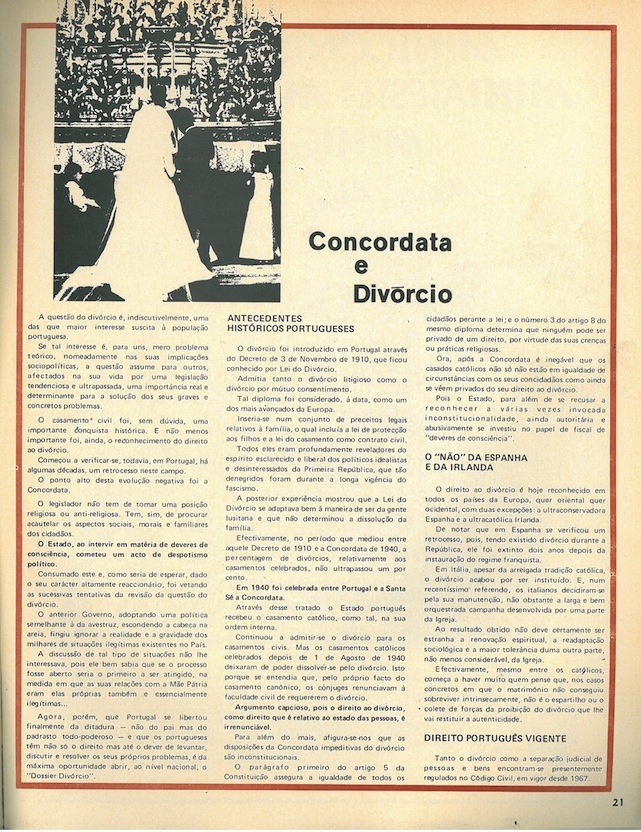 Concordata
e
Divórcio
A questão do divórcio é, indiscutivelmente, uma
das que maior interesse suscita à população
portuguesa.
Se tal interesse é, para uns, mero problema
teórico, nomeadamente nas suas implicações
sociopolíticas, a questão assume para outros,
afectados na sua vida por uma legislação
tendenciosa e ultrapassada, uma importância real e
determinante para a solução dos seus graves e
concretos problemas.
O casamento civil foi, sem dúvida, uma
importante conquista histórica. E não menos
importante foi, ainda, o reconhecimento do direito
ao divórcio.
Começou a verificar-se, todavia, em Portugal, há
algumas décadas, um retrocesso neste campo.
O ponto alto desta evolução negativa foi a
Concordata.
O legislador não tem de tomar uma posição
religiosa ou anti-religiosa. Tem, sim, de procurar
acautelar os aspectos sociais, morais e familiares
dos cidadãos.
O Estado, ao intervir em matéria de deveres de
consciência, cometeu um acto de despotismo
político.
Consumado este e, como seria de esperar, dado
o seu carácter altamente reaccionário, foi vetando
as sucessivas tentativas da revisão da questão do
divórcio.
O anterior Governo, adoptando uma política
semelhante à da avestruz, escondendo a cabeça na
areia, fingiu ignorar a realidade e a gravidade dos
milhares de situações ilegítimas existentes no País.
A discussão de tal tipo de situações não lhe
interessava, pois ele bem sabia que se o processo
fosse aberto seria o primeiro a ser atingido, na
medida em que as suas relações com a Mãe Pátria
eram elas próprias também e essencialmente
ilegítimas...
Agora, porém, que Portugal se libertou
finalmente da ditadura — não do pai mas do
padrasto todo-poderoso — e que os portugueses
têm não só o direito mas até o dever de levantar,
discutir e resolver os seus próprios problemas, é da
máxima oportunidade abrir, ao nível nacional, o
"Dossier Divórcio".
ANTECEDENTES
HISTÓRICOS PORTUGUESES
O divórcio foi introduzido em Portugal através
do Decreto de 3 de Novembro de 1910, que ficou
conhecido por Lei do Divórcio.
Admitia tanto o divórcio litigioso como o
divórcio por mútuo consentimento.
Tal diploma foi considerado, à data, como um
dos mais avançados da Europa.
Inseria-se num conjunto de preceitos legais
relativos à família, o qual incluía a lei de protecção
aos filhos e a lei do casamento como contrato civil.
Todos eles eram profundamente reveladores do
espírito esclarecido e liberal dos políticos idealistas
e desinteressados da Primeira República, que tão
denegridos foram durante a longa vigência do
fascismo.
A posterior experiência mostrou que a Lei do
Divórcio se adaptava bem à maneira de ser da gente
lusitana e que não determinou a dissolução da
família.
Efectivamente, no período que mediou entre
aquele Decreto de 1910 e a Concordata de 1940, a
percentagem de divórcios, relativamente aos
casamentos celebrados, não ultrapassou um por
cento.
Em 1940 foi celebrada entre Portugal e a Santa
Sé a Concordata.
Através desse tratado o Estado português
recebeu o casamento católico, como tal, na sua
ordem interna.
Continuou a admitir-se o divórcio para os
casamentos civis. Mas os casamentos católicos
celebrados depois de 1 de Agosto de 1940
deixaram de poder dissolver-se pelo divórcio. Isto
porque se entendia que, pelo próprio facto do
casamento canónico, os cônjuges renunciavam à
faculdade civil de requererem o divórcio.
Argumento capcioso, pois o direito ao divórcio,
como direito que é relativo ao estado das pessoas, é
irrenunciável.
Para além do mais, afigura-se-nos que as
disposições da Concordata impeditivas do divórcio
são inconstitucionais.
O parágrafo primeiro do artigo 5 da
Constituição assegura a igualdade de todos os
cidadãos perante a lei; e o número 3 do artigo 8 do
mesmo diploma determina que ninguém pode ser
privado de um direito, por virtude das suas crenças
ou práticas religiosas.
Ora, após a Concordata é inegável que os
casados católicos não só não estão em igualdade de
circunstâncias com os seus concidadãos como ainda
se vêem privados do seu direito ao divórcio.
Pois o Estado, para além de se recusar a
reconhecer a várias vezes invocada
inconstitucionalidade, ainda autoritária e
abusivamente se investiu no papel de fiscal de
"deveres de consciência".
O "NÃO" DA ESPANHA
E DA IRLANDA
O direito ao divórcio é hoje reconhecido em
todos os países da Europa, quer oriental quer
ocidental, com duas excepções: a ultraconservadora
Espanha e a ultracatólica Irlanda.
De notar que em Espanha se verificou um
retrocesso, pois, tendo existido divórcio durante a
República, ele foi extinto dois anos depois da
instauração do regime franquista.
Em Itália, apesar da arreigada tradição católica,
o divórcio acabou por ser instituído. E, num
recentíssimo referendo, os italianos decidiram-se
pela sua manutenção, não obstante a larga e bem
orquestrada campanha desenvolvida por uma parte
da Igreja.
Ao resultado obtido não deve certamente ser
estranha a renovação espiritual, a readaptação
sociológica e a maior tolerância duma outra parte,
não menos considerável, da Igreja.
Efectivamente, mesmo entre os católicos,
começa a haver muito quem pense que, nos casos
concretos em que o matrimónio não conseguiu
sobreviver intrinsecamente, não é o espartilho ou o
colete de forças da proibição do divórcio que lhe
vai restituir a autenticidade.
DIREITO PORTUGUÊS VIGENTE
Tanto o divórcio como a separação judicial de
pessoas e bens encontram-se presentemente
regulados no Código Civil, em vigor desde 1967.
21